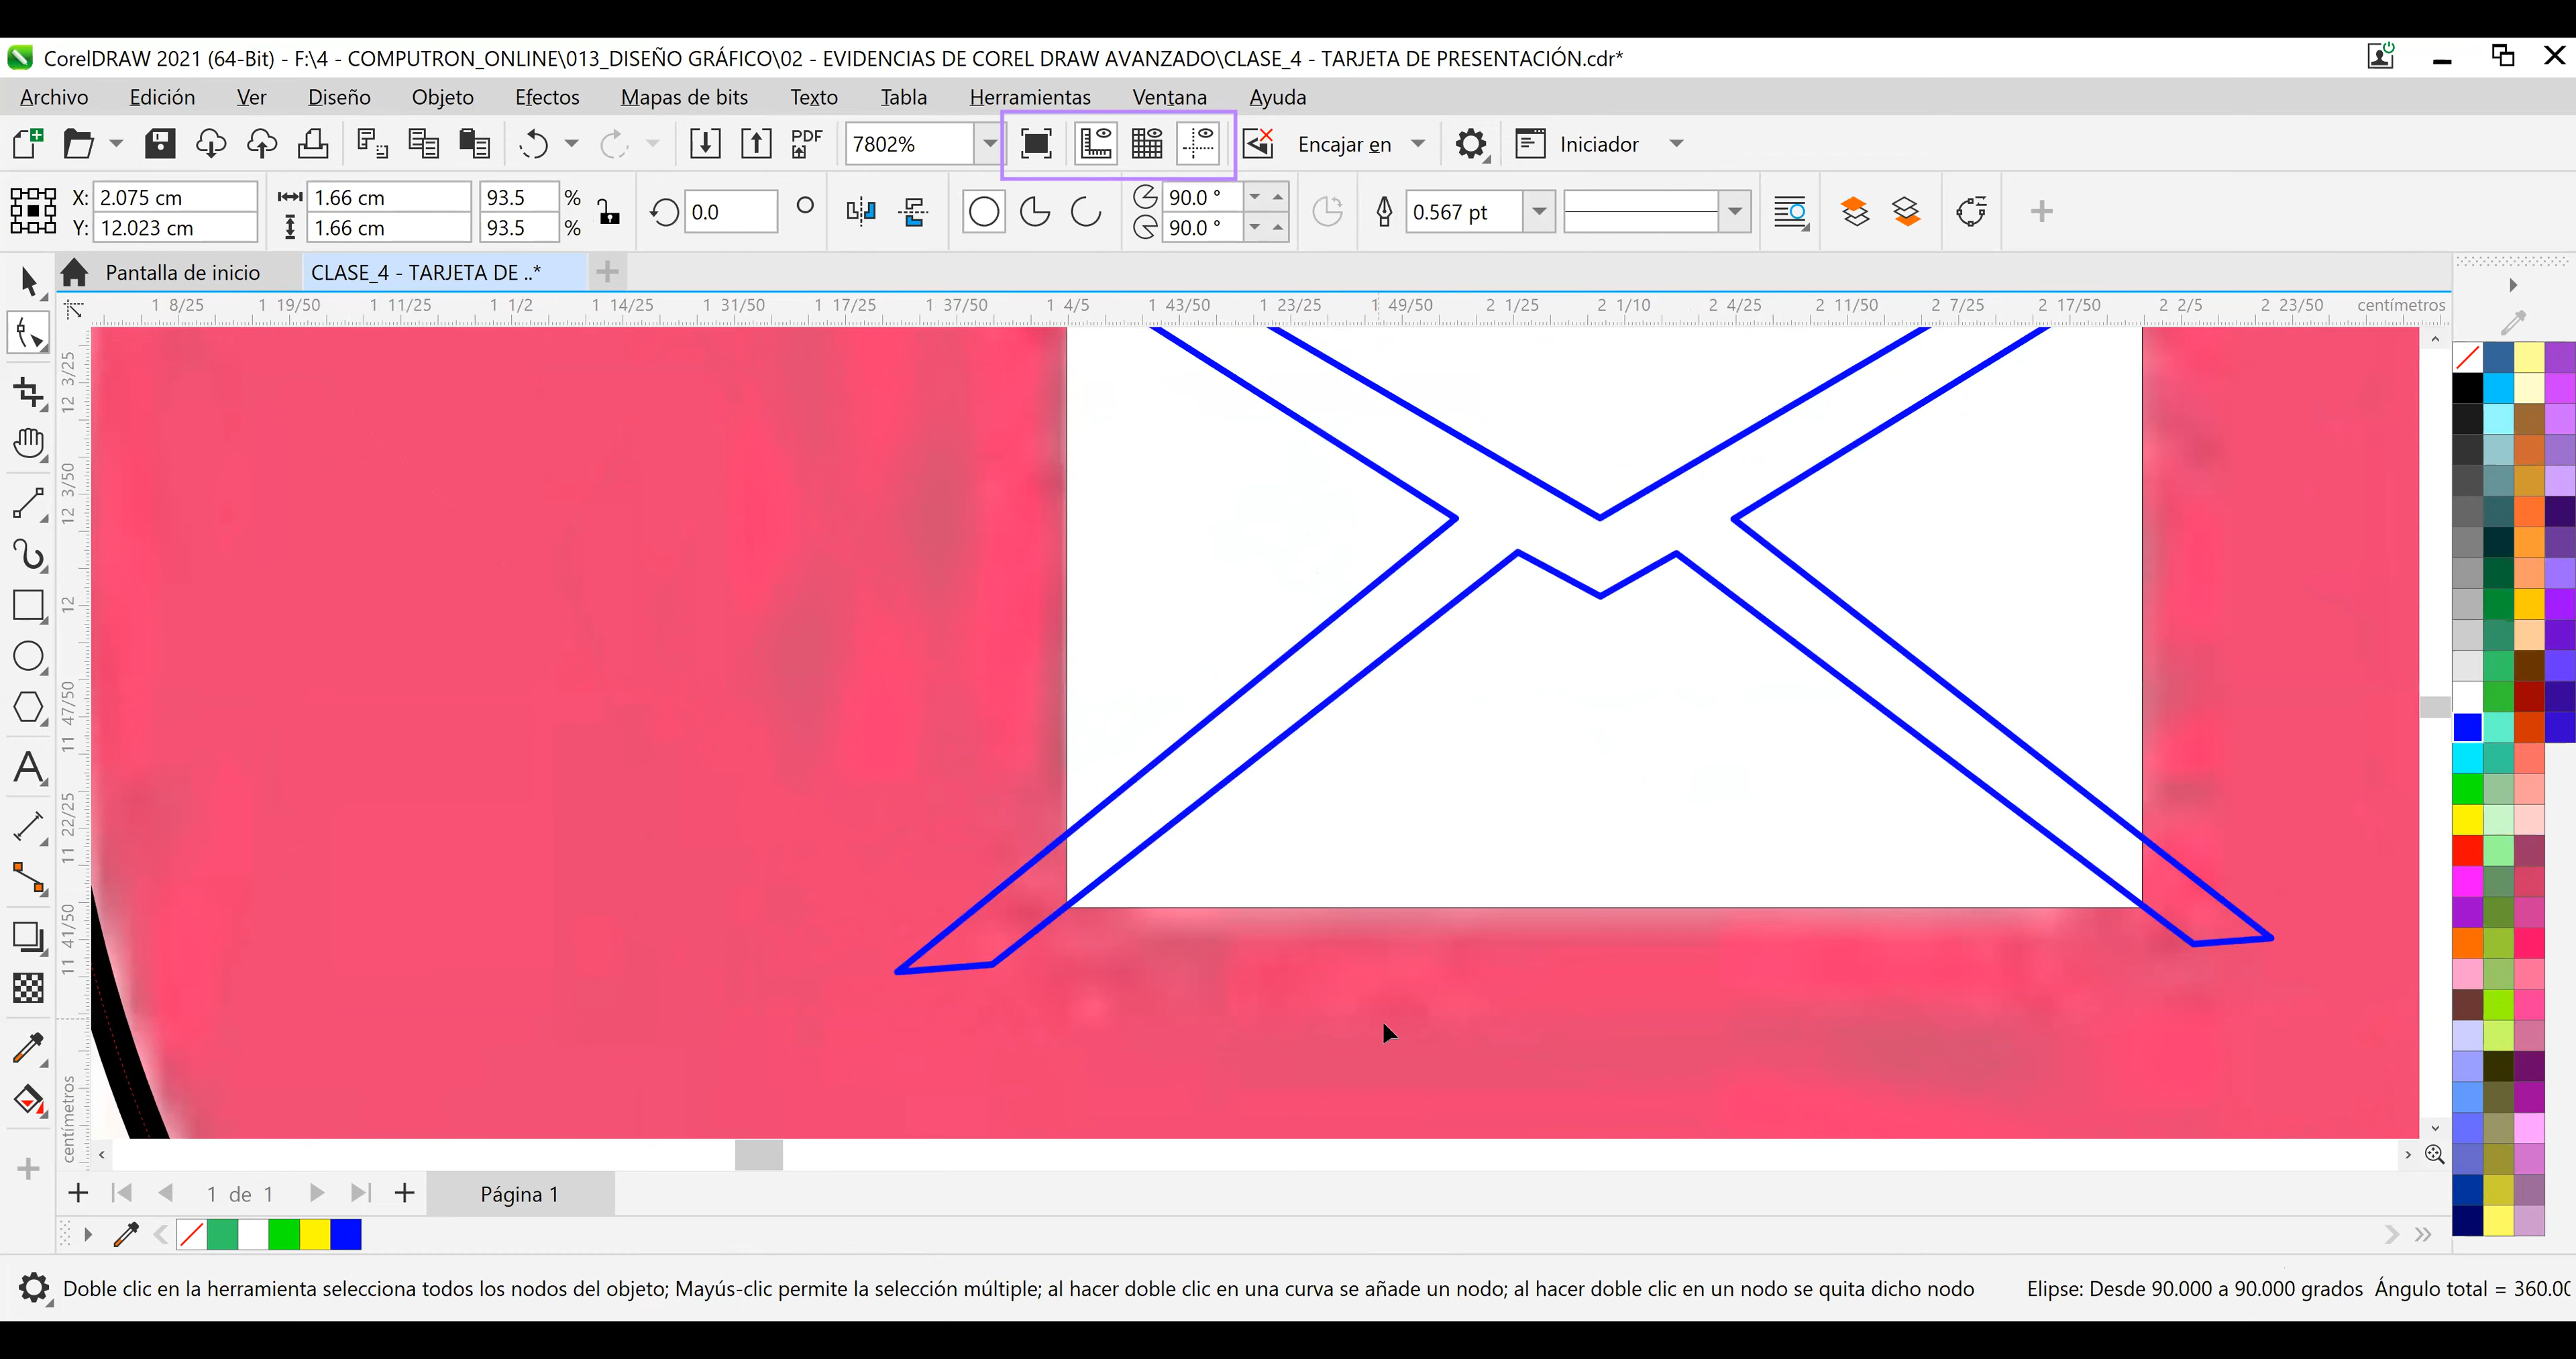 CorelDRAW 2021 (64-Bit) - F:\4 - COMPUTRON_ONLINE\013_DISEÑO GRÁFICO\02 - EVIDENCIAS DE COREL DRAW AVANZADO\CLASE_4 - TARJETA DE PRESENTACIÓN.cdr*
Archivo Edición Ver Diseño Objeto Efectos Mapas de bits Texto Tabla Herramientas Ventana Ayuda
PDF 7802% Encajar en Iniciador
X: 2.075 cm 1.66 cm 93.5 % 90.0 °
0.0 0.567 pt
Y: 12.023 cm 1.66 cm 93.5 % 90.0 °
Pantalla de inicio CLASE_4 - TARJETA DE ..*
1 8/25 1 19/50 1 11/25 1 1/2 1 14/25 1 31/50 1 17/25 1 37/50 1 4/5 1 43/50 1 23/25 1 49/50 2 1/25 2 1/10 2 4/25 2 11/50 2 7/25 2 17/50 2 2/5 2 23/50 centímetros
12 3/25
12 3/50
12
11 47/50
11 22/25
11 41/50
centímetros
1 de 1 Página 1
Doble clic en la herramienta selecciona todos los nodos del objeto; Mayús-clic permite la selección múltiple; al hacer doble clic en una curva se añade un nodo; al hacer doble clic en un nodo se quita dicho nodo Elipse: Desde 90.000 a 90.000 grados Ángulo total = 360.00